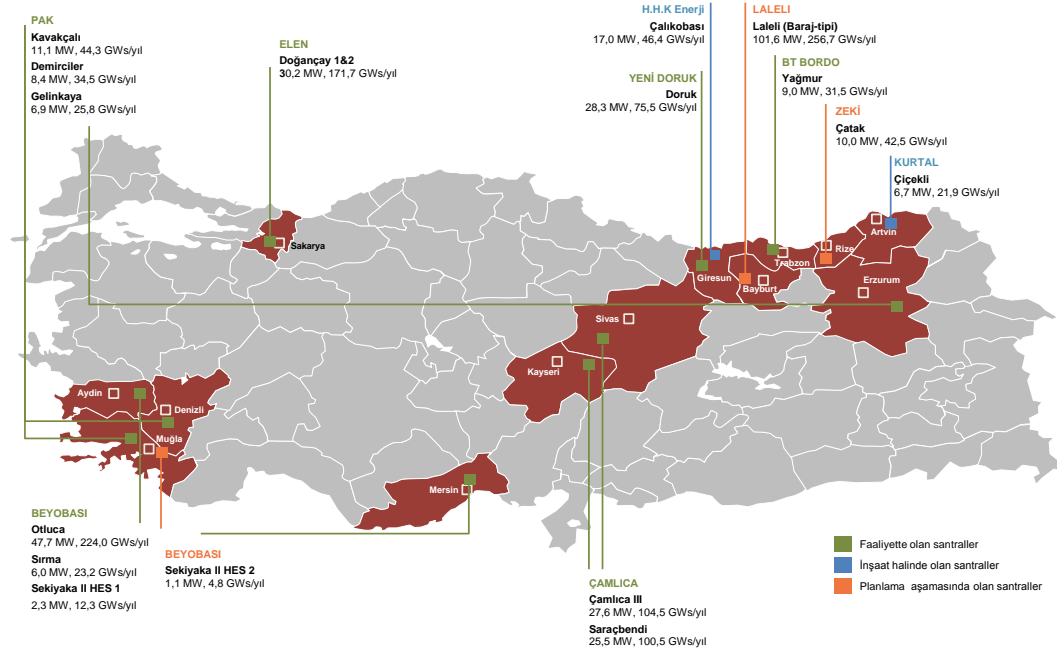 PAK
Kavakçalı
11,1 MW, 44,3 GWs/yıl
Demirciler
8,4 MW, 34,5 GWs/yıl
Gelinkaya
6,9 MW, 25,8 GWs/yıl
ELEN
Doğançay 1&2
30,2 MW, 171,7 GWs/yıl
H.H.K Enerji
Çalıkobası
17,0 MW, 46,4 GWs/yıl
YENİ DORUK
Doruk
28,3 MW, 75,5 GWs/yıl
LALELI
Laleli (Baraj-tipi)
101,6 MW, 256,7 GWs/yıl
BT BORDO
Yağmur
9,0 MW, 31,5 GWs/yıl
ZEKİ
Çatak
10,0 MW, 42,5 GWs/yıl
KURTAL
Çiçekli
6,7 MW, 21,9 GWs/yıl
Sakarya
Artvin
Rize
Trabzon
Giresun
Bayburt
Erzurum
Sivas
Kayseri
Aydin
Denizli
Muğla
Mersin
BEYOBASI
Otluca
47,7 MW, 224,0 GWs/yıl
Sırma
6,0 MW, 23,2 GWs/yıl
Sekiyaka II HES 1
2,3 MW, 12,3 GWs/yıl
BEYOBASI
Sekiyaka II HES 2
1,1 MW, 4,8 GWs/yıl
ÇAMLICA
Çamlıca III
27,6 MW, 104,5 GWs/yıl
Saraçbendi
25,5 MW, 100,5 GWs/yıl
Faaliyette olan santraller
İnşaat halinde olan santraller
Planlama aşamasında olan santraller